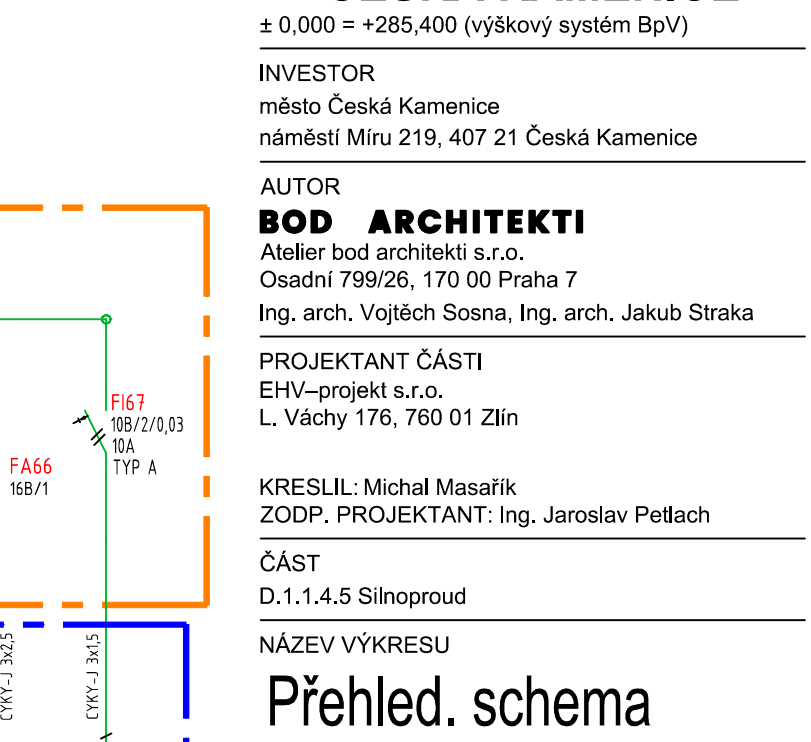 ± 0,000 = +285,400 (výškový systém BpV)
INVESTOR
město Česká Kamenice
náměstí Míru 219, 407 21 Česká Kamenice
AUTOR
BOD ARCHITEKTI
Atelier bod architekti s.r.o.
Osadní 799/26, 170 00 Praha 7
Ing. arch. Vojtěch Sosna, Ing. arch. Jakub Straka
PROJEKTANT ČÁSTI
EHV–projekt s.r.o.
L. Váchy 176, 760 01 Zlín
KRESLIL: Michal Masařík
ZODP. PROJEKTANT: Ing. Jaroslav Petlach
ČÁST
D.1.1.4.5 Silnoproud
NÁZEV VÝKRESU
Přehled. schema
FI67
10B/2/0,03
10A
TYP A
FA66
16B/1
CYKY-J 3x2,5
CYKY-J 3x1,5